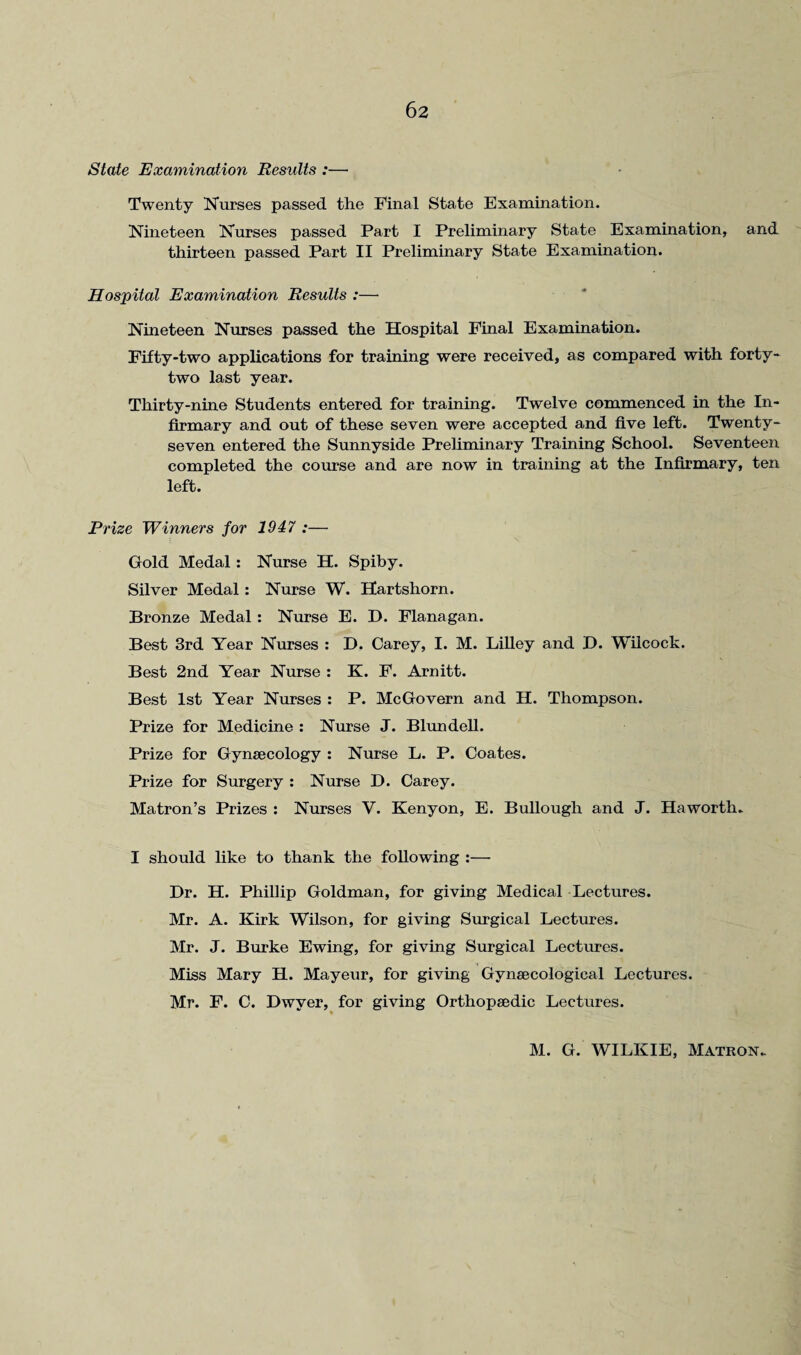 62
State Examination Results :—
Twenty Nurses passed the Final State Examination.
Nineteen Nurses passed Part I Preliminary State Examination, and
thirteen passed Part II Preliminary State Examination.
Hospital Examination Results :—
Nineteen Nurses passed the Hospital Final Examination.
Fifty-two applications for training were received, as compared with forty-
two last year.
Thirty-nine Students entered for training. Twelve commenced in the In-
firmary and out of these seven were accepted and five left. Twenty-
seven entered the Sunnyside Preliminary Training School. Seventeen
completed the course and are now in training at the Infirmary, ten
left.
Prize Winners for 1947 :—
Gold Medal : Nurse H. Spiby.
Silver Medal : Nurse W. Hartshorn.
Bronze Medal : Nurse E. D. Flanagan.
Best 3rd Year Nurses : D. Carey, I. M. Lilley and D. Wilcock.
Best 2nd Year Nurse : K. F. Arnitt.
Best 1st Year Nurses : P. McGovern and H. Thompson.
Prize for Medicine : Nurse J. Blundell.
Prize for Gynæcology : Nurse L. P. Coates.
Prize for Surgery : Nurse D. Carey.
Matron's Prizes : Nurses V. Kenyon, E. Bullough and J. Haworth.
I should like to thank the following :—
Dr. H. Phillip Goldman, for giving Medical Lectures.
Mr. A. Kirk Wilson, for giving Surgical Lectures.
Mr. J. Burke Ewing, for giving Surgical Lectures.
Miss Mary H. Mayeur, for giving Gynæcological Lectures.
Mr. F. C. Dwyer, for giving Orthopædic Lectures.
M. G. WILKIE, MATRON.